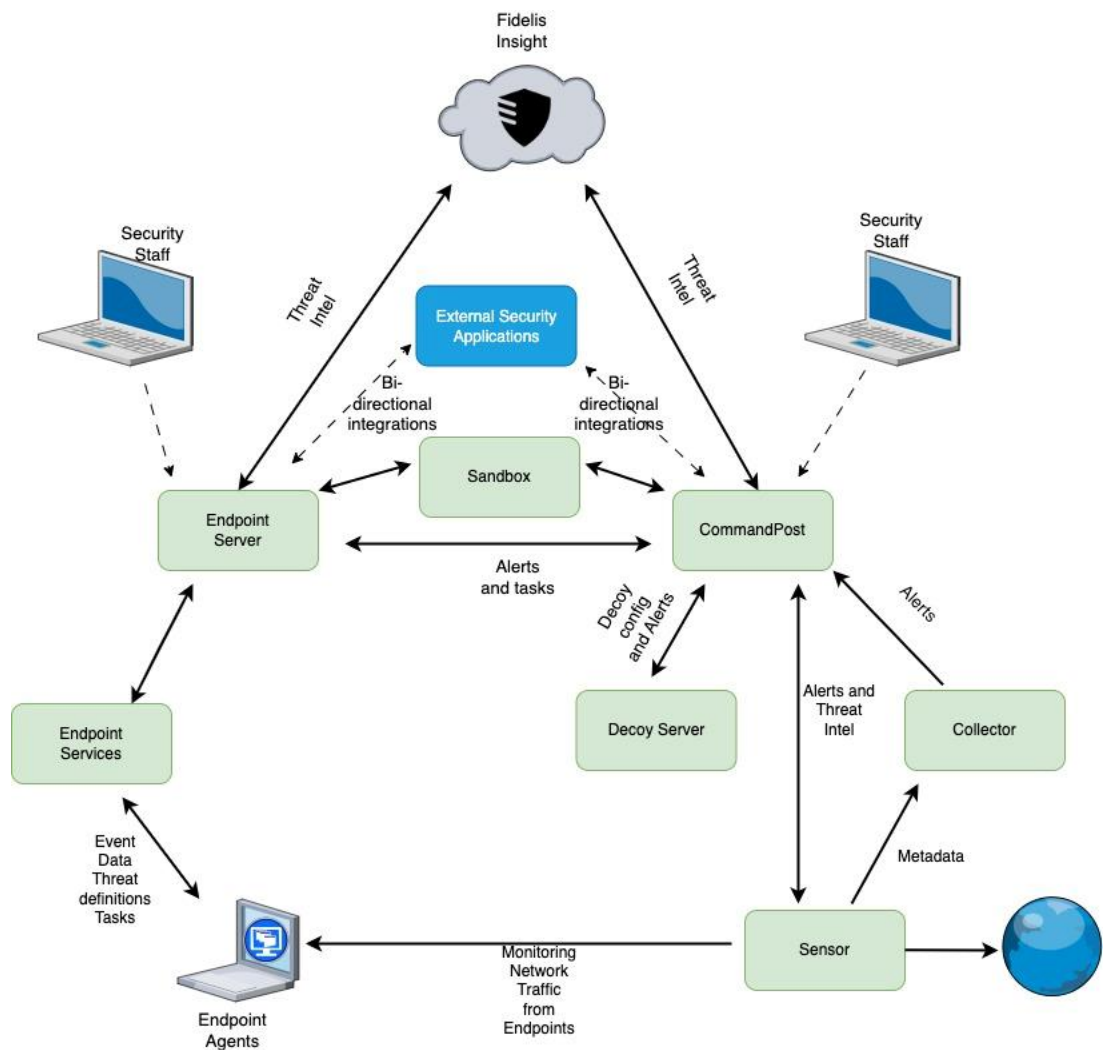 Fidelis
Insight
Security
Staff
Security
Staff
Threat
Intel
Threat
Intel
External Security
Applications
Bi-
directional
integrations
Bi-
directional
integrations
Sandbox
Endpoint
Server
CommandPost
Alerts
and tasks
Decoy
config
and Alerts
Alerts
Endpoint
Services
Decoy Server
Alerts and
Threat
Intel
Collector
Event
Data
Threat
definitions
Tasks
Metadata
Sensor
Monitoring
Network
Traffic
from
Endpoints
Endpoint
Agents